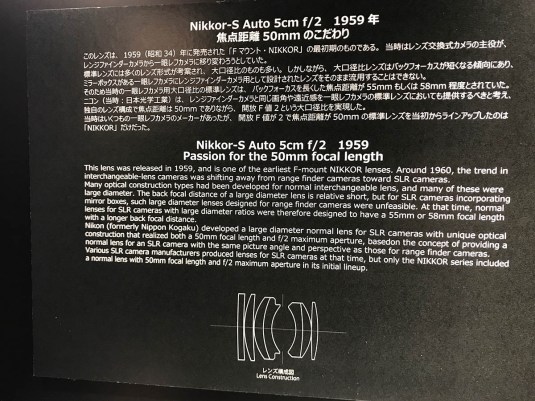 Nikkor-S Auto 5cm f/2　1959 年
焦点距離 50mm のこだわり
このレンズは、1959（昭和 34）年に発売された「F マウント・NIKKOR」の最初期のものである。当時はレンズ交換式カメラの主役が、
レンジファインダーカメラから一眼レフカメラに移り変わろうとしていた。
標準レンズには多くのレンズ形式が考案され、大口径比のものも多い。しかしながら、大口径比レンズはバックフォーカスが短くなる傾向にあり、
ミラーボックスがある一眼レフカメラにレンジファインダーカメラ用として設計されたレンズをそのまま流用することはできない。
そのため当時の一眼レフカメラ用大口径比の標準レンズは、バックフォーカスを長くした焦点距離が 55mm もしくは 58mm 程度とされていた。
ニコン（当時：日本光学工業）は、レンジファインダーカメラと同じ画角や遠近感を一眼レフカメラの標準レンズにおいても提供するべきと考え、
独自のレンズ構成で焦点距離は 50mm でありながら、開放 F 値 2 という大口径比を実現した。
当時はいくつもの一眼レフカメラのメーカーがあったが、開放 F 値が 2 で焦点距離が 50mm の標準レンズを当初からラインアップしたのは
「NIKKOR」だけだった。
Nikkor-S Auto 5cm f/2　1959
Passion for the 50mm focal length
This lens was released in 1959, and is one of the earliest F-mount NIKKOR lenses. Around 1960, the trend in
interchangeable-lens cameras was shifting away from range finder cameras toward SLR cameras.
Many optical construction types had been developed for normal interchangeable lens, and many of these were
large diameter. The back focal distance of a large diameter lens is relative short, but for SLR cameras incorporating
mirror boxes, such large diameter lenses designed for range finder cameras were unfeasible. At that time, normal
lenses for SLR cameras with large diameter ratios were therefore designed to have a 55mm or 58mm focal length
with a longer back focal distance.
Nikon (formerly Nippon Kogaku) developed a large diameter normal lens for SLR cameras with unique optical
construction that realized both a 50mm focal length and f/2 maximum aperture, basedon the concept of providing a
normal lens for an SLR camera with the same picture angle and perspective as those for range finder cameras.
Various SLR camera manufacturers produced lenses for SLR cameras at that time, but only the NIKKOR series included
a normal lens with 50mm focal length and f/2 maximum aperture in its initial lineup.
レンズ構成図
Lens Construction